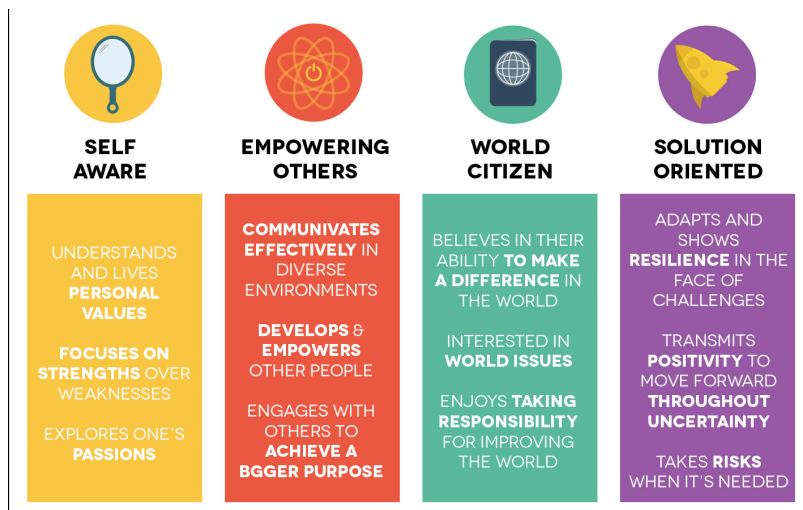 SELF
AWARE
UNDERSTANDS
AND LIVES
PERSONAL
VALUES
FOCUSES ON
STRENGTHS OVER
WEAKNESSES
EXPLORES ONE'S
PASSIONS
EMPOWERING
OTHERS
COMMUNIVATES
EFFECTIVELY IN
DIVERSE
ENVIRONMENTS
DEVELOPS &
EMPOWERS
OTHER PEOPLE
ENGAGES WITH
OTHERS TO
ACHIEVE A
BGGER PURPOSE
WORLD
CITIZEN
BELIEVES IN THEIR
ABILITY TO MAKE
A DIFFERENCE IN
THE WORLD
INTERESTED IN
WORLD ISSUES
ENJOYS TAKING
RESPONSIBILITY
FOR IMPROVING
THE WORLD
SOLUTION
ORIENTED
ADAPTS AND
SHOWS
RESILIENCE IN THE
FACE OF
CHALLENGES
TRANSMITS
POSITIVITY TO
MOVE FORWARD
THROUGHOUT
UNCERTAINTY
TAKES RISKS
WHEN IT'S NEEDED